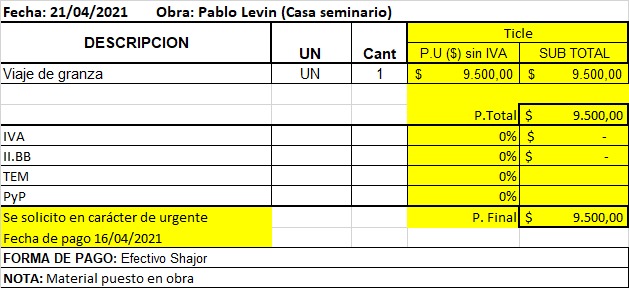 Fecha: 21/04/2021 Obra: Pablo Levin (Casa seminario)
Ticle
DESCRIPCION UN Cant P.U ($) sin IVA SUB TOTAL
Viaje de granza UN 1 $ 9.500,00 $ 9.500,00
P.Total $ 9.500,00
IVA 0% $ -
II.BB 0% $ -
TEM 0%
PyP 0%
Se solicito en carácter de urgente P. Final $ 9.500,00
Fecha de pago 16/04/2021
FORMA DE PAGO: Efectivo Shajor
NOTA: Material puesto en obra